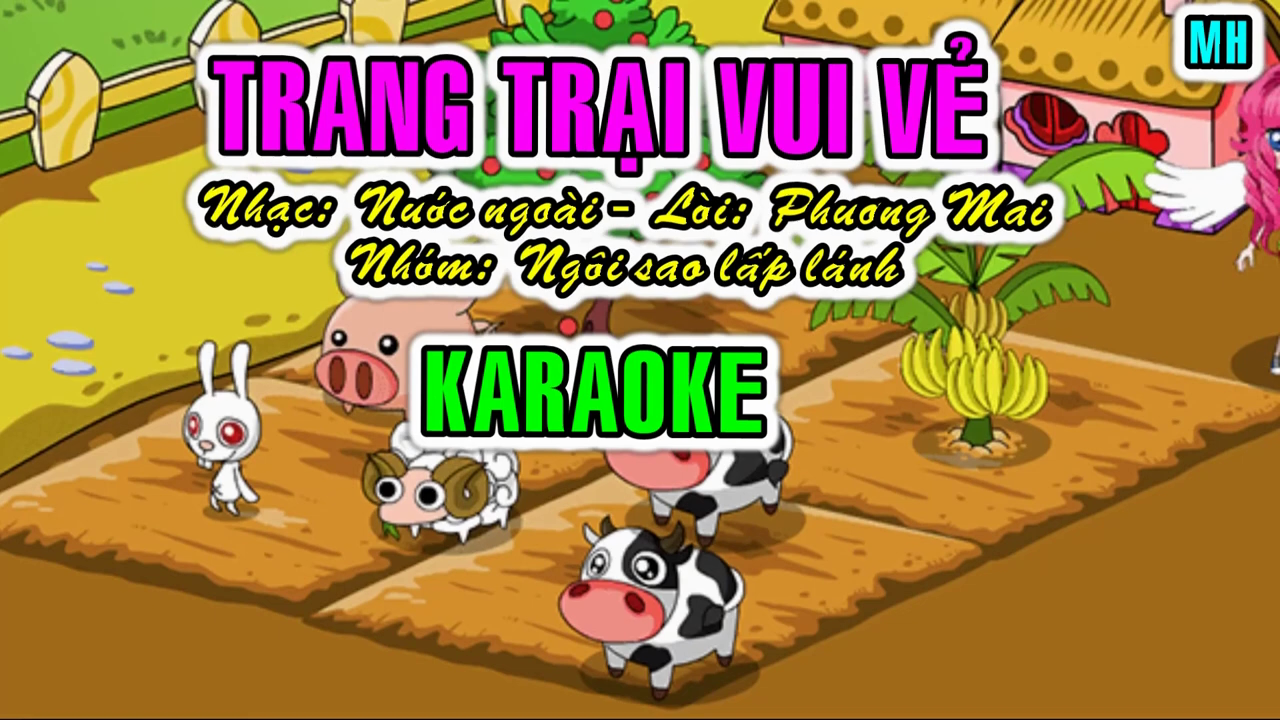 MH
TRANG TRẠI VUI VẺ
Nhạc: Nước ngoài - Lời: Phương Mai
Nhóm: Ngôi sao lấp lánh
KARAOKE